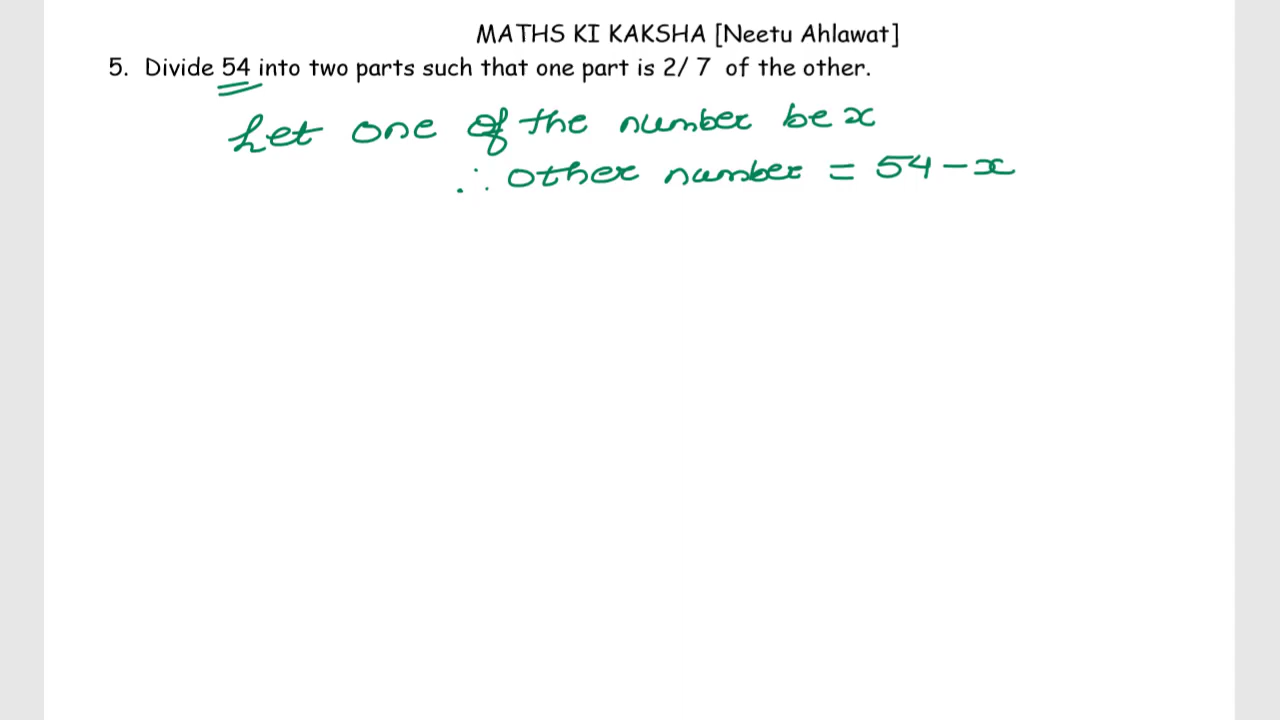 MATHS KI KAKSHA [Neetu Ahlawat]
5. Divide 54 into two parts such that one part is 2/ 7 of the other.
Let one of the number be x
∴ other number = 54 - x